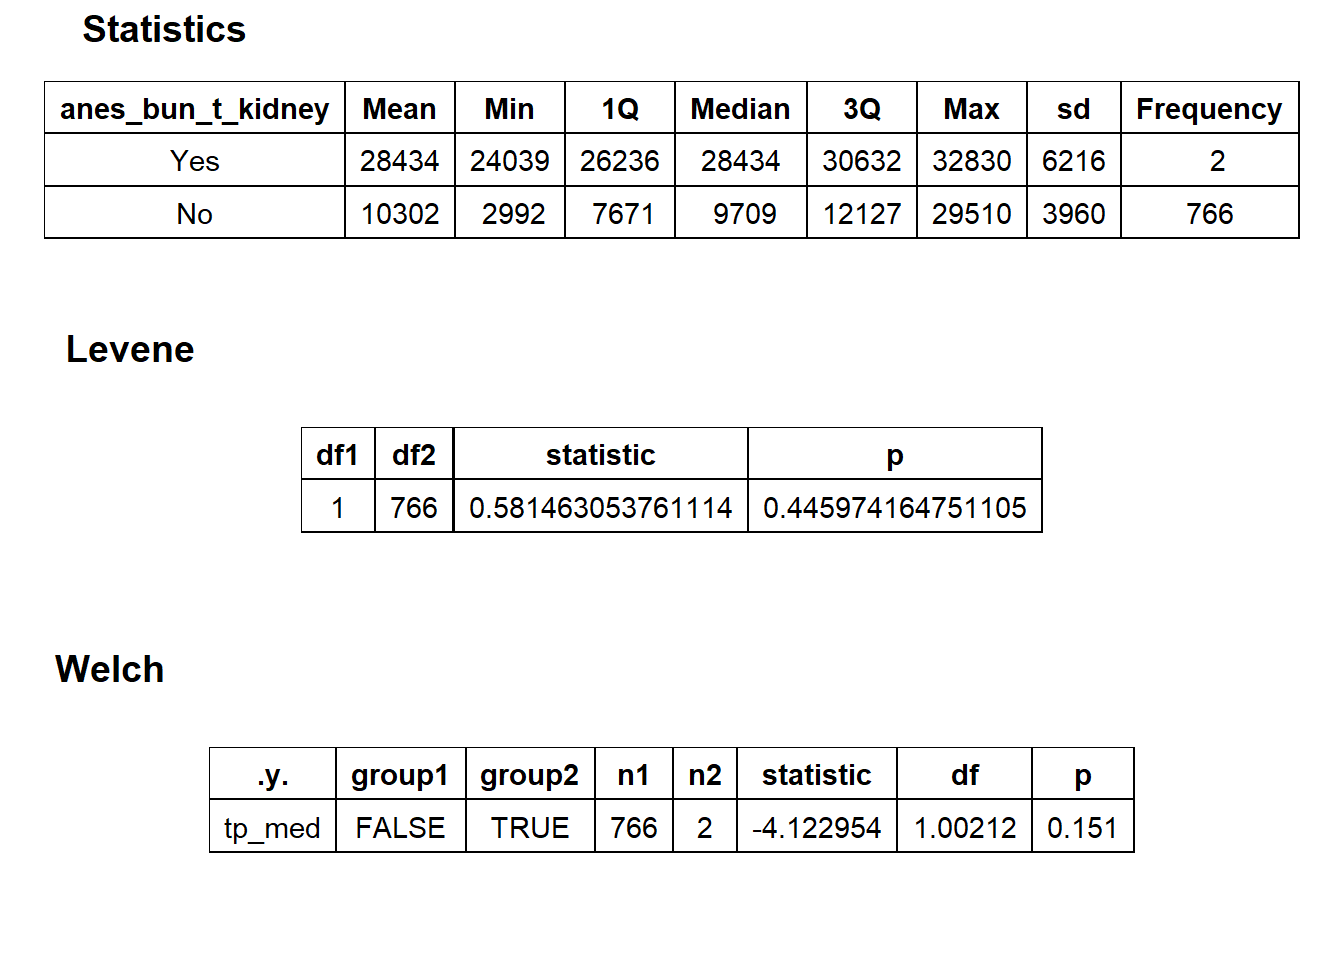 Statistics
anes_bun_t_kidney Mean Min 1Q Median 3Q Max sd Frequency
Yes 28434 24039 26236 28434 30632 32830 6216 2
No 10302 2992 7671 9709 12127 29510 3960 766
Levene
df1 df2 statistic p
1 766 0.581463053761114 0.445974164751105
Welch
.y. group1 group2 n1 n2 statistic df p
tp_med FALSE TRUE 766 2 -4.122954 1.00212 0.151